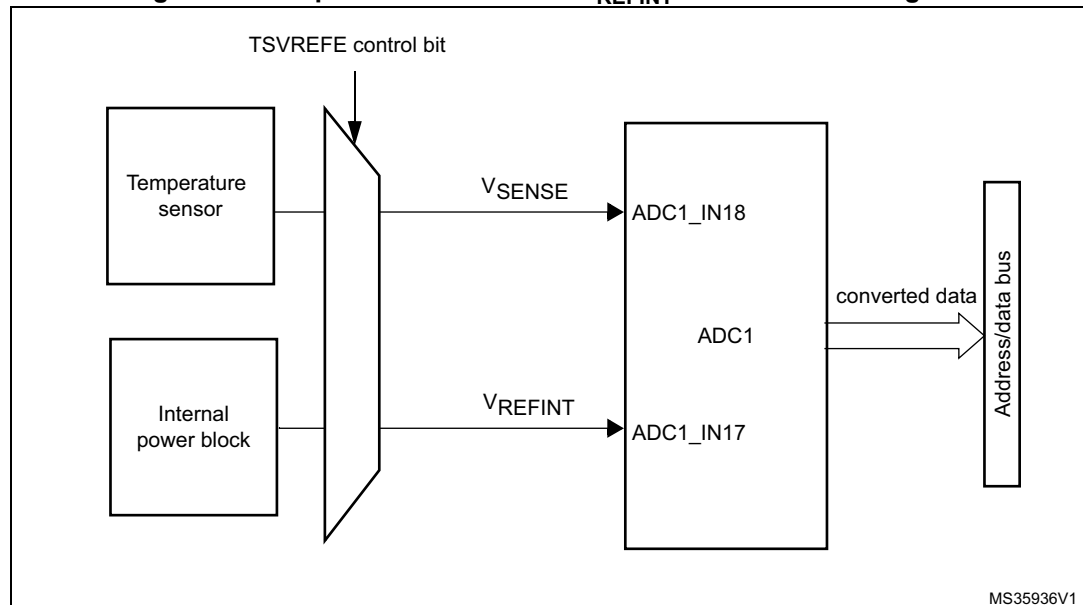 TSVREFE control bit
Temperature
sensor
VSENSE
ADC1_IN18
converted data
Address/data bus
ADC1
Internal
power block
VREFINT
ADC1_IN17
MS35936V1